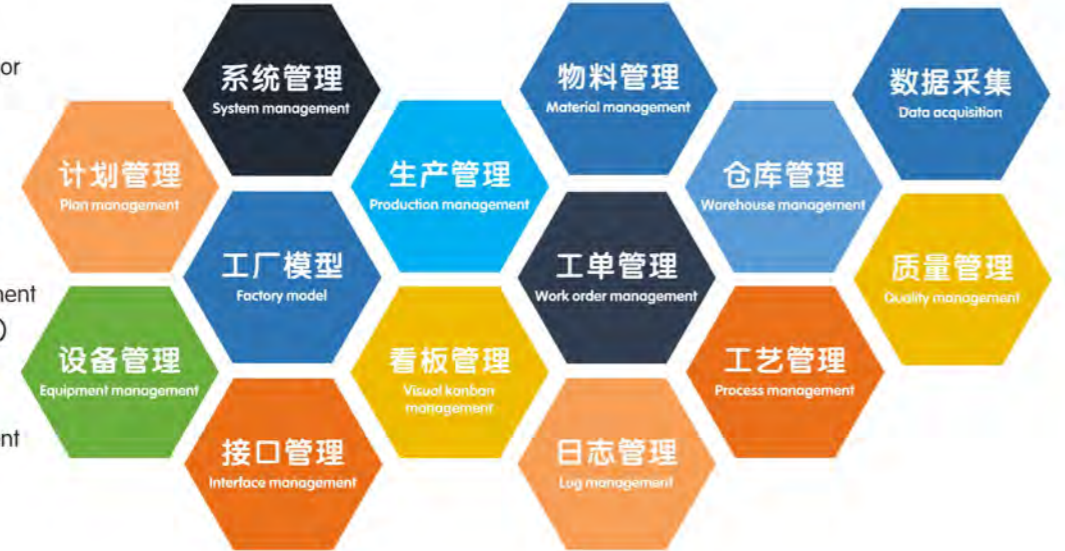 or
ment
)
ent
系统管理
System management
物料管理
Material management
数据采集
Data acquisition
计划管理
Plan management
生产管理
Production management
仓库管理
Warehouse management
工厂模型
Factory model
工单管理
Work order management
质量管理
Quality management
设备管理
Equipment management
看板管理
Visual kanban
management
工艺管理
Process management
接口管理
Interface management
日志管理
Log management